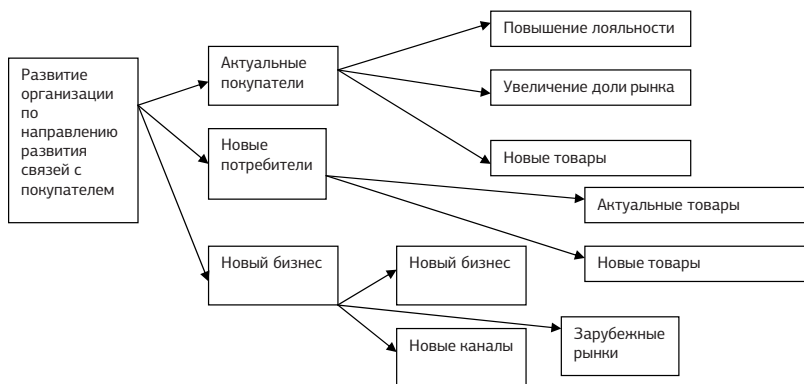 Развитие
организации
по
направлению
развития
связей с
покупателем
Актуальные
покупатели
Новые
потребители
Новый бизнес
Повышение лояльности
Увеличение доли рынка
Новые товары
Актуальные товары
Новые товары
Новый бизнес
Новые каналы
Зарубежные
рынки